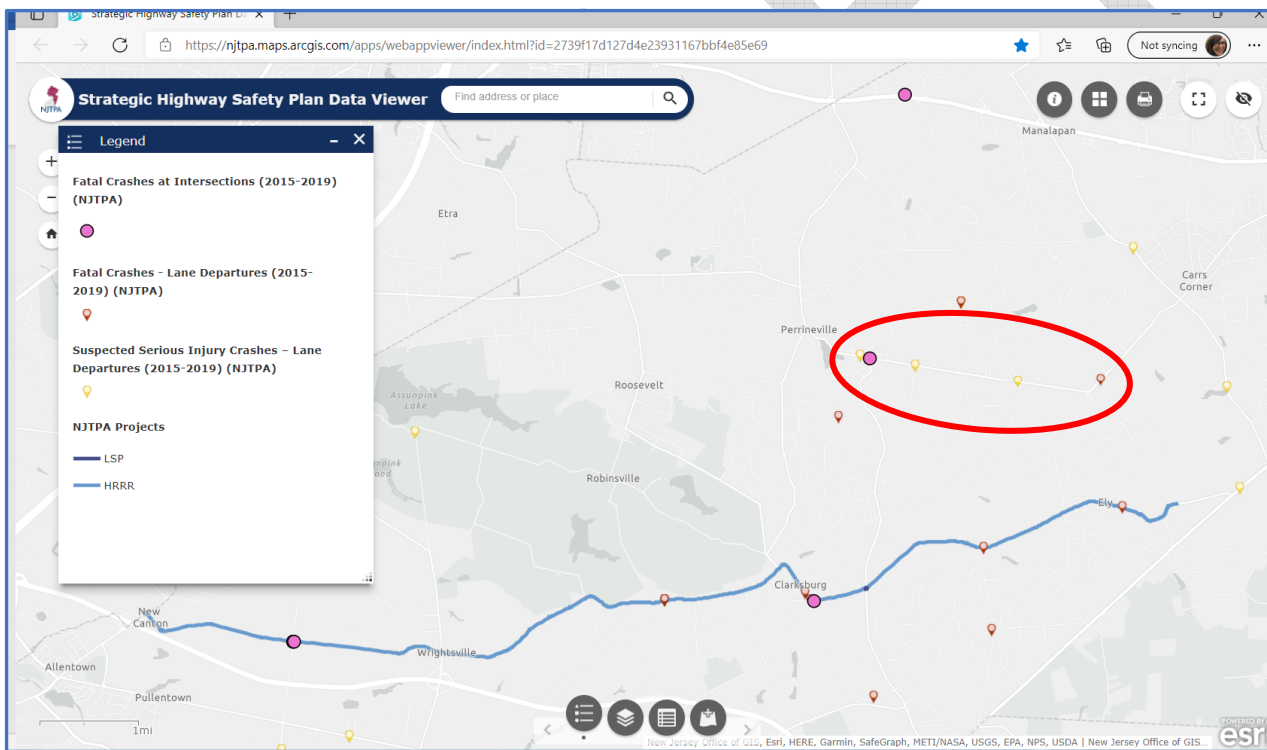 Strategic Highway Safety Plan Da
https://njtpa.maps.arcgis.com/apps/webappviewer/index.html?id=2739f17d127d4e23931167bbf4e85e69
Not syncing
NJTPA
Strategic Highway Safety Plan Data Viewer
Find address or place
Legend
Fatal Crashes at Intersections (2015-2019)
(NJTPA)
Fatal Crashes - Lane Departures (2015-
2019) (NJTPA)
Suspected Serious Injury Crashes – Lane
Departures (2015-2019) (NJTPA)
NJTPA Projects
LSP
HRRR
Manalapan
Etra
Carrs
Corner
Perrineville
Roosevelt
Assunpink
Lake
Robinsville
Ely
Clarksburg
New
Canton
Wrightsville
Allentown
Pullentown
1mi
New Jersey Office of GIS, Esri, HERE, Garmin, SafeGraph, METI/NASA, USGS, EPA, NPS, USDA | New Jersey Office of GIS...
POWERED BY
esri